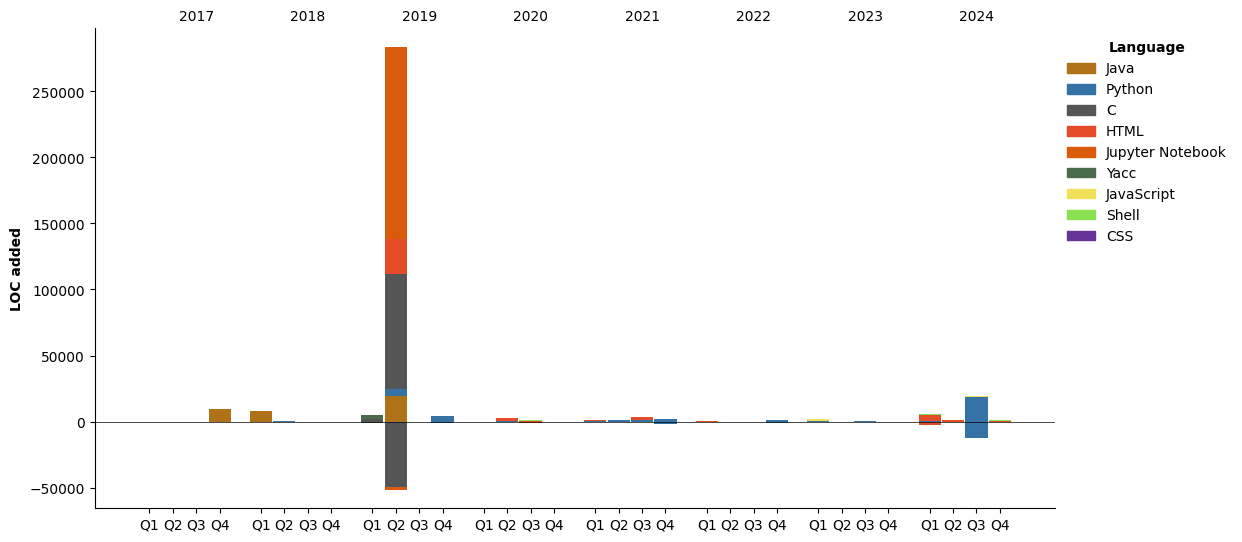 2017 2018 2019 2020 2021 2022 2023 2024
Language
Java
Python
C
HTML
Jupyter Notebook
Yacc
JavaScript
Shell
CSS
LOC added
250000
200000
150000
100000
50000
0
−50000
Q1 Q2 Q3 Q4 Q1 Q2 Q3 Q4 Q1 Q2 Q3 Q4 Q1 Q2 Q3 Q4 Q1 Q2 Q3 Q4 Q1 Q2 Q3 Q4 Q1 Q2 Q3 Q4 Q1 Q2 Q3 Q4